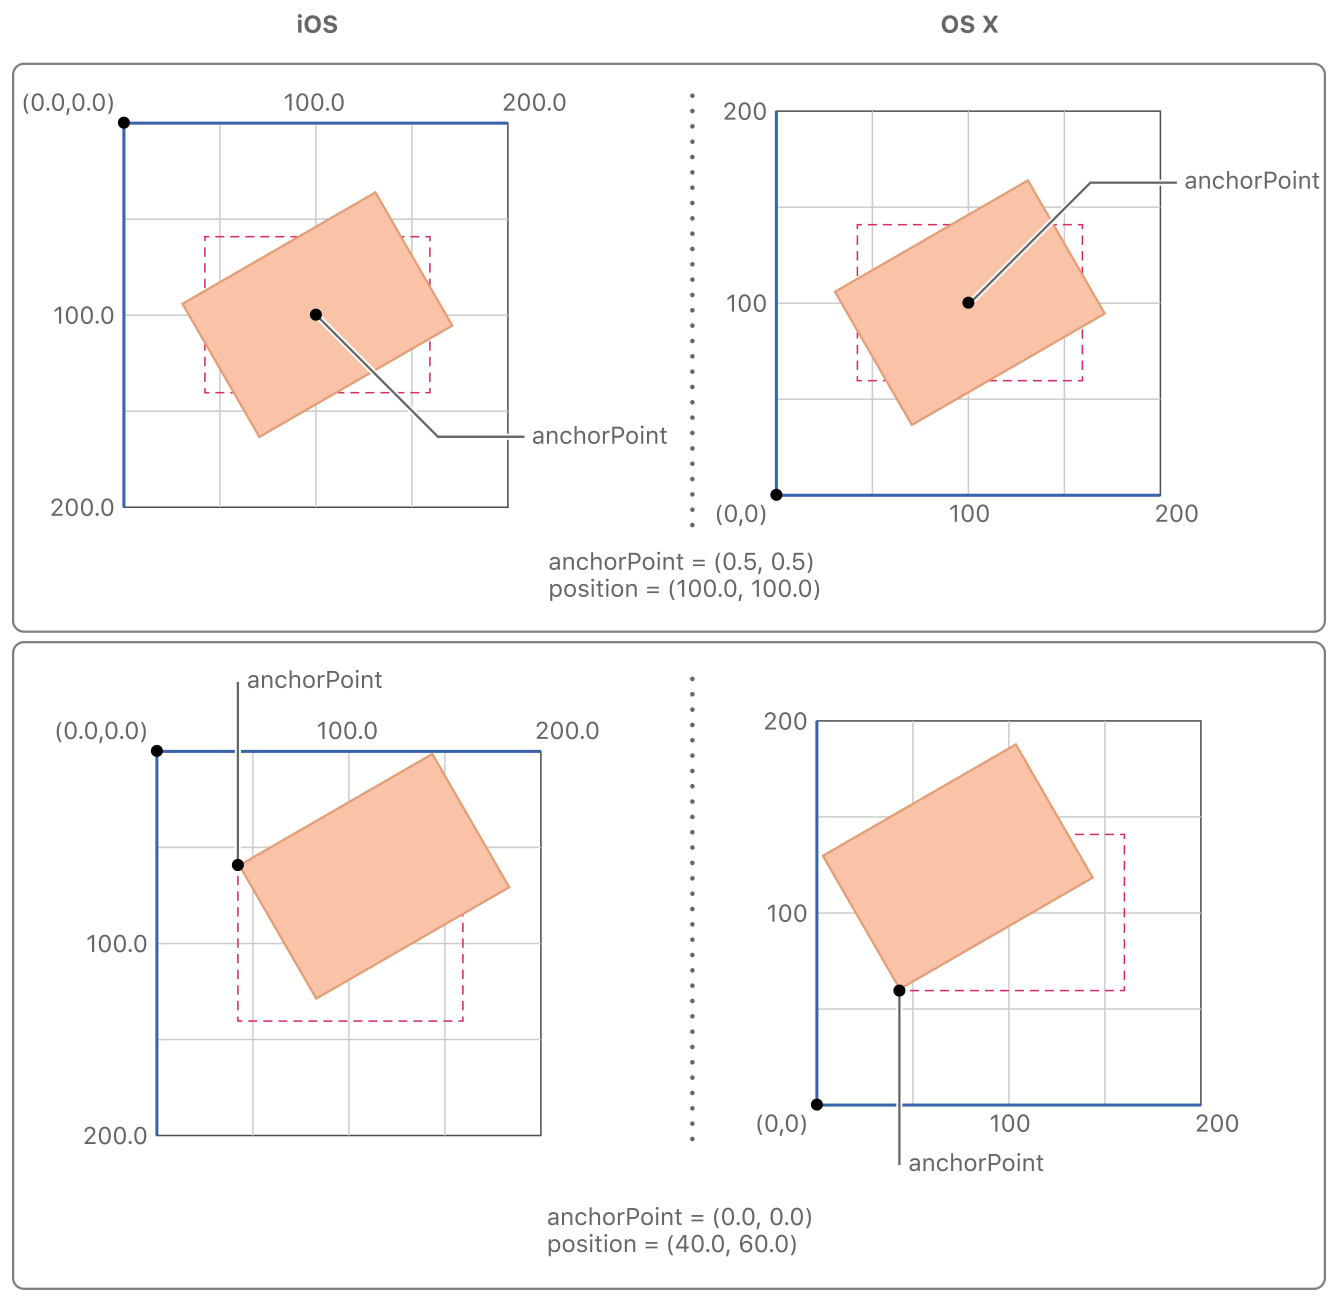 iOS
OS X
(0.0,0.0)
100.0
200.0
100.0
200.0
anchorPoint
200
100
(0,0)
100
200
anchorPoint
anchorPoint = (0.5, 0.5)
position = (100.0, 100.0)
anchorPoint
(0.0,0.0)
100.0
200.0
100.0
200.0
200
100
(0,0)
100
200
anchorPoint
anchorPoint = (0.0, 0.0)
position = (40.0, 60.0)